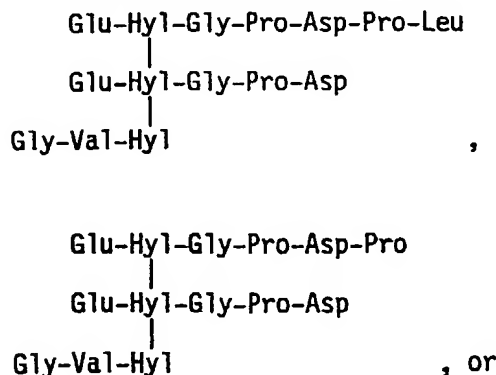 Glu-Hyl-Gly-Pro-Asp-Pro-Leu
Glu-Hyl-Gly-Pro-Asp
Gly-Val-Hyl ,
Glu-Hyl-Gly-Pro-Asp-Pro
Glu-Hyl-Gly-Pro-Asp
Gly-Val-Hyl , or